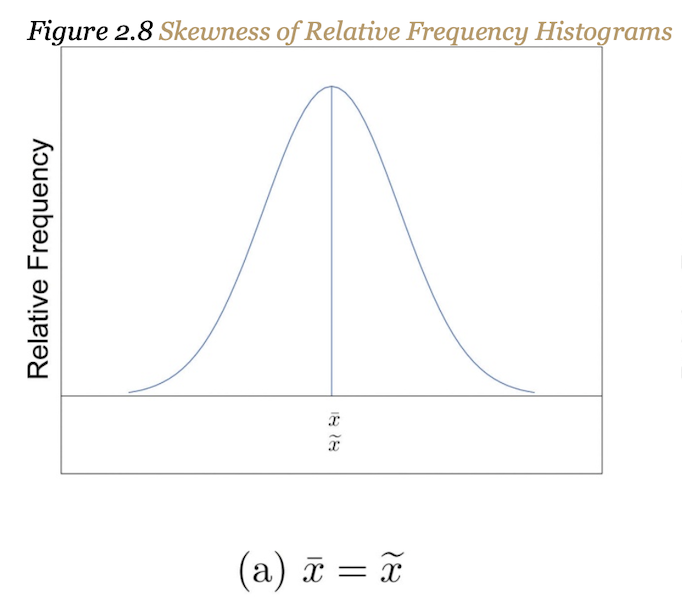 Figure 2.8 Skewness of Relative Frequency Histograms
Relative Frequency
x̄
x̃
(a) x̄ = x̃